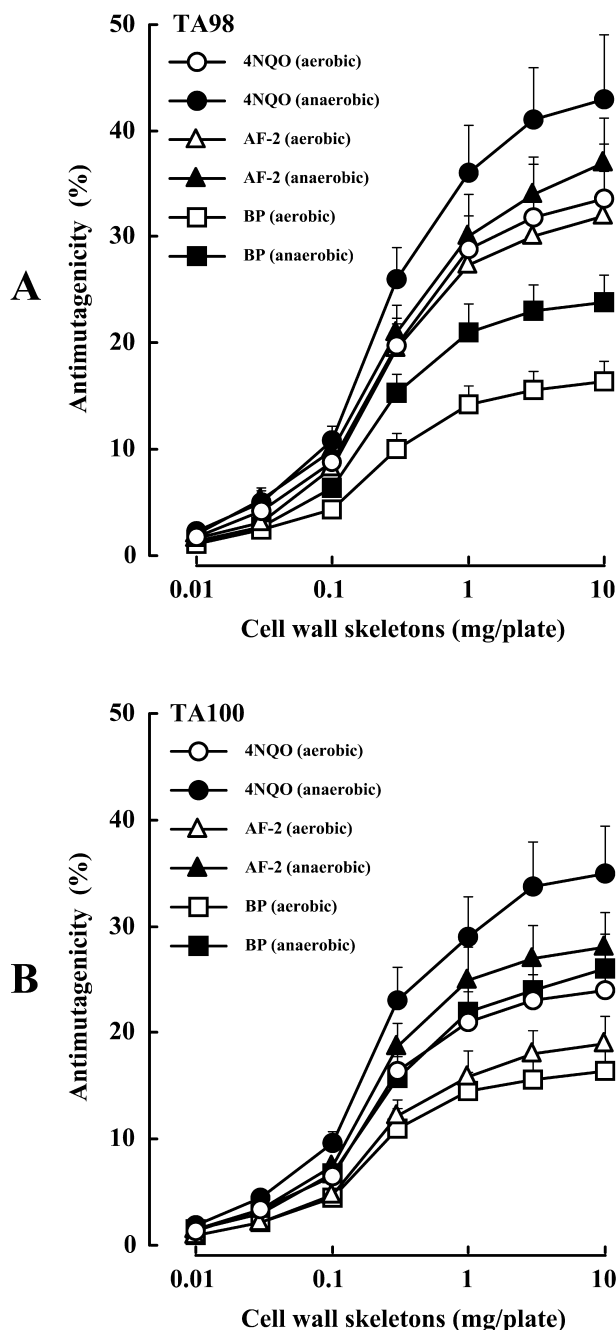 TA98
50
4NQO (aerobic)
4NQO (anaerobic)
40
AF-2 (aerobic)
AF-2 (anaerobic)
BP (aerobic)
30
BP (anaerobic)
A
Antimutagenicity (%)
20
10
0
0.01 0.1 1 10
Cell wall skeletons (mg/plate)
TA100
50
4NQO (aerobic)
4NQO (anaerobic)
40
AF-2 (aerobic)
AF-2 (anaerobic)
BP (aerobic)
30
BP (anaerobic)
B
Antimutagenicity (%)
20
10
0
0.01 0.1 1 10
Cell wall skeletons (mg/plate)